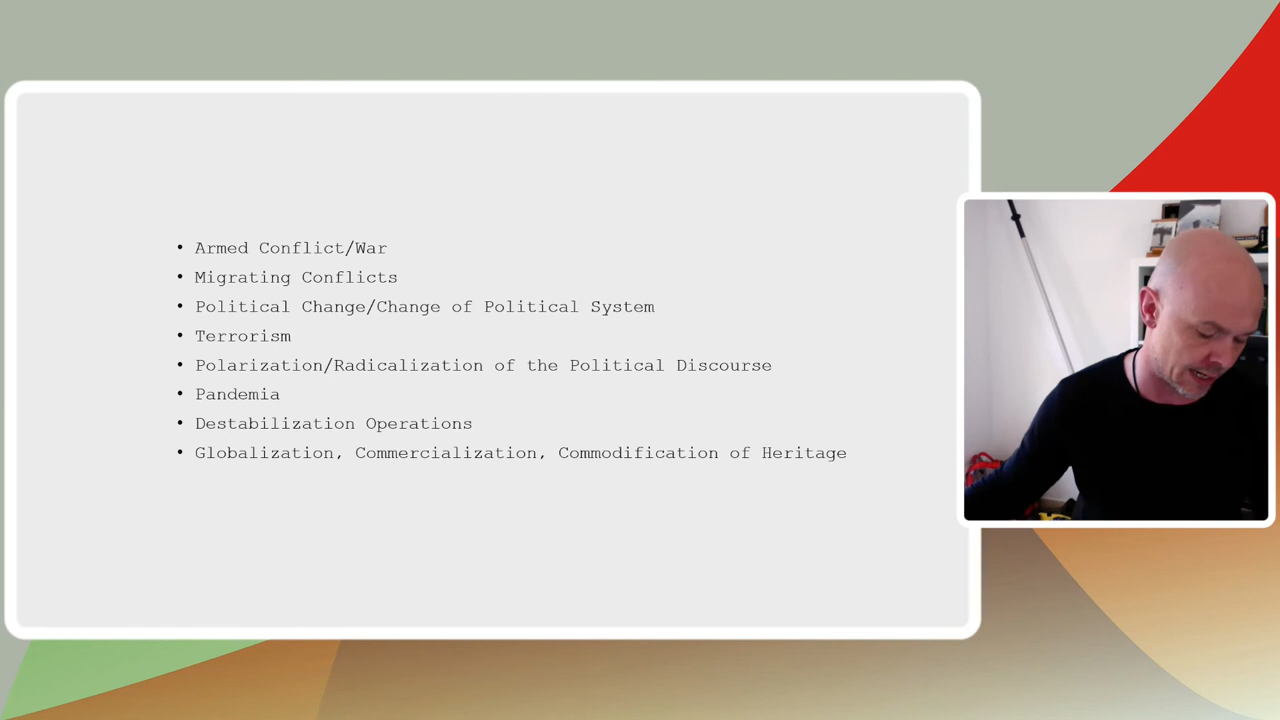 • Armed Conflict/War
• Migrating Conflicts
• Political Change/Change of Political System
• Terrorism
• Polarization/Radicalization of the Political Discourse
• Pandemia
• Destabilization Operations
• Globalization, Commercialization, Commodification of Heritage